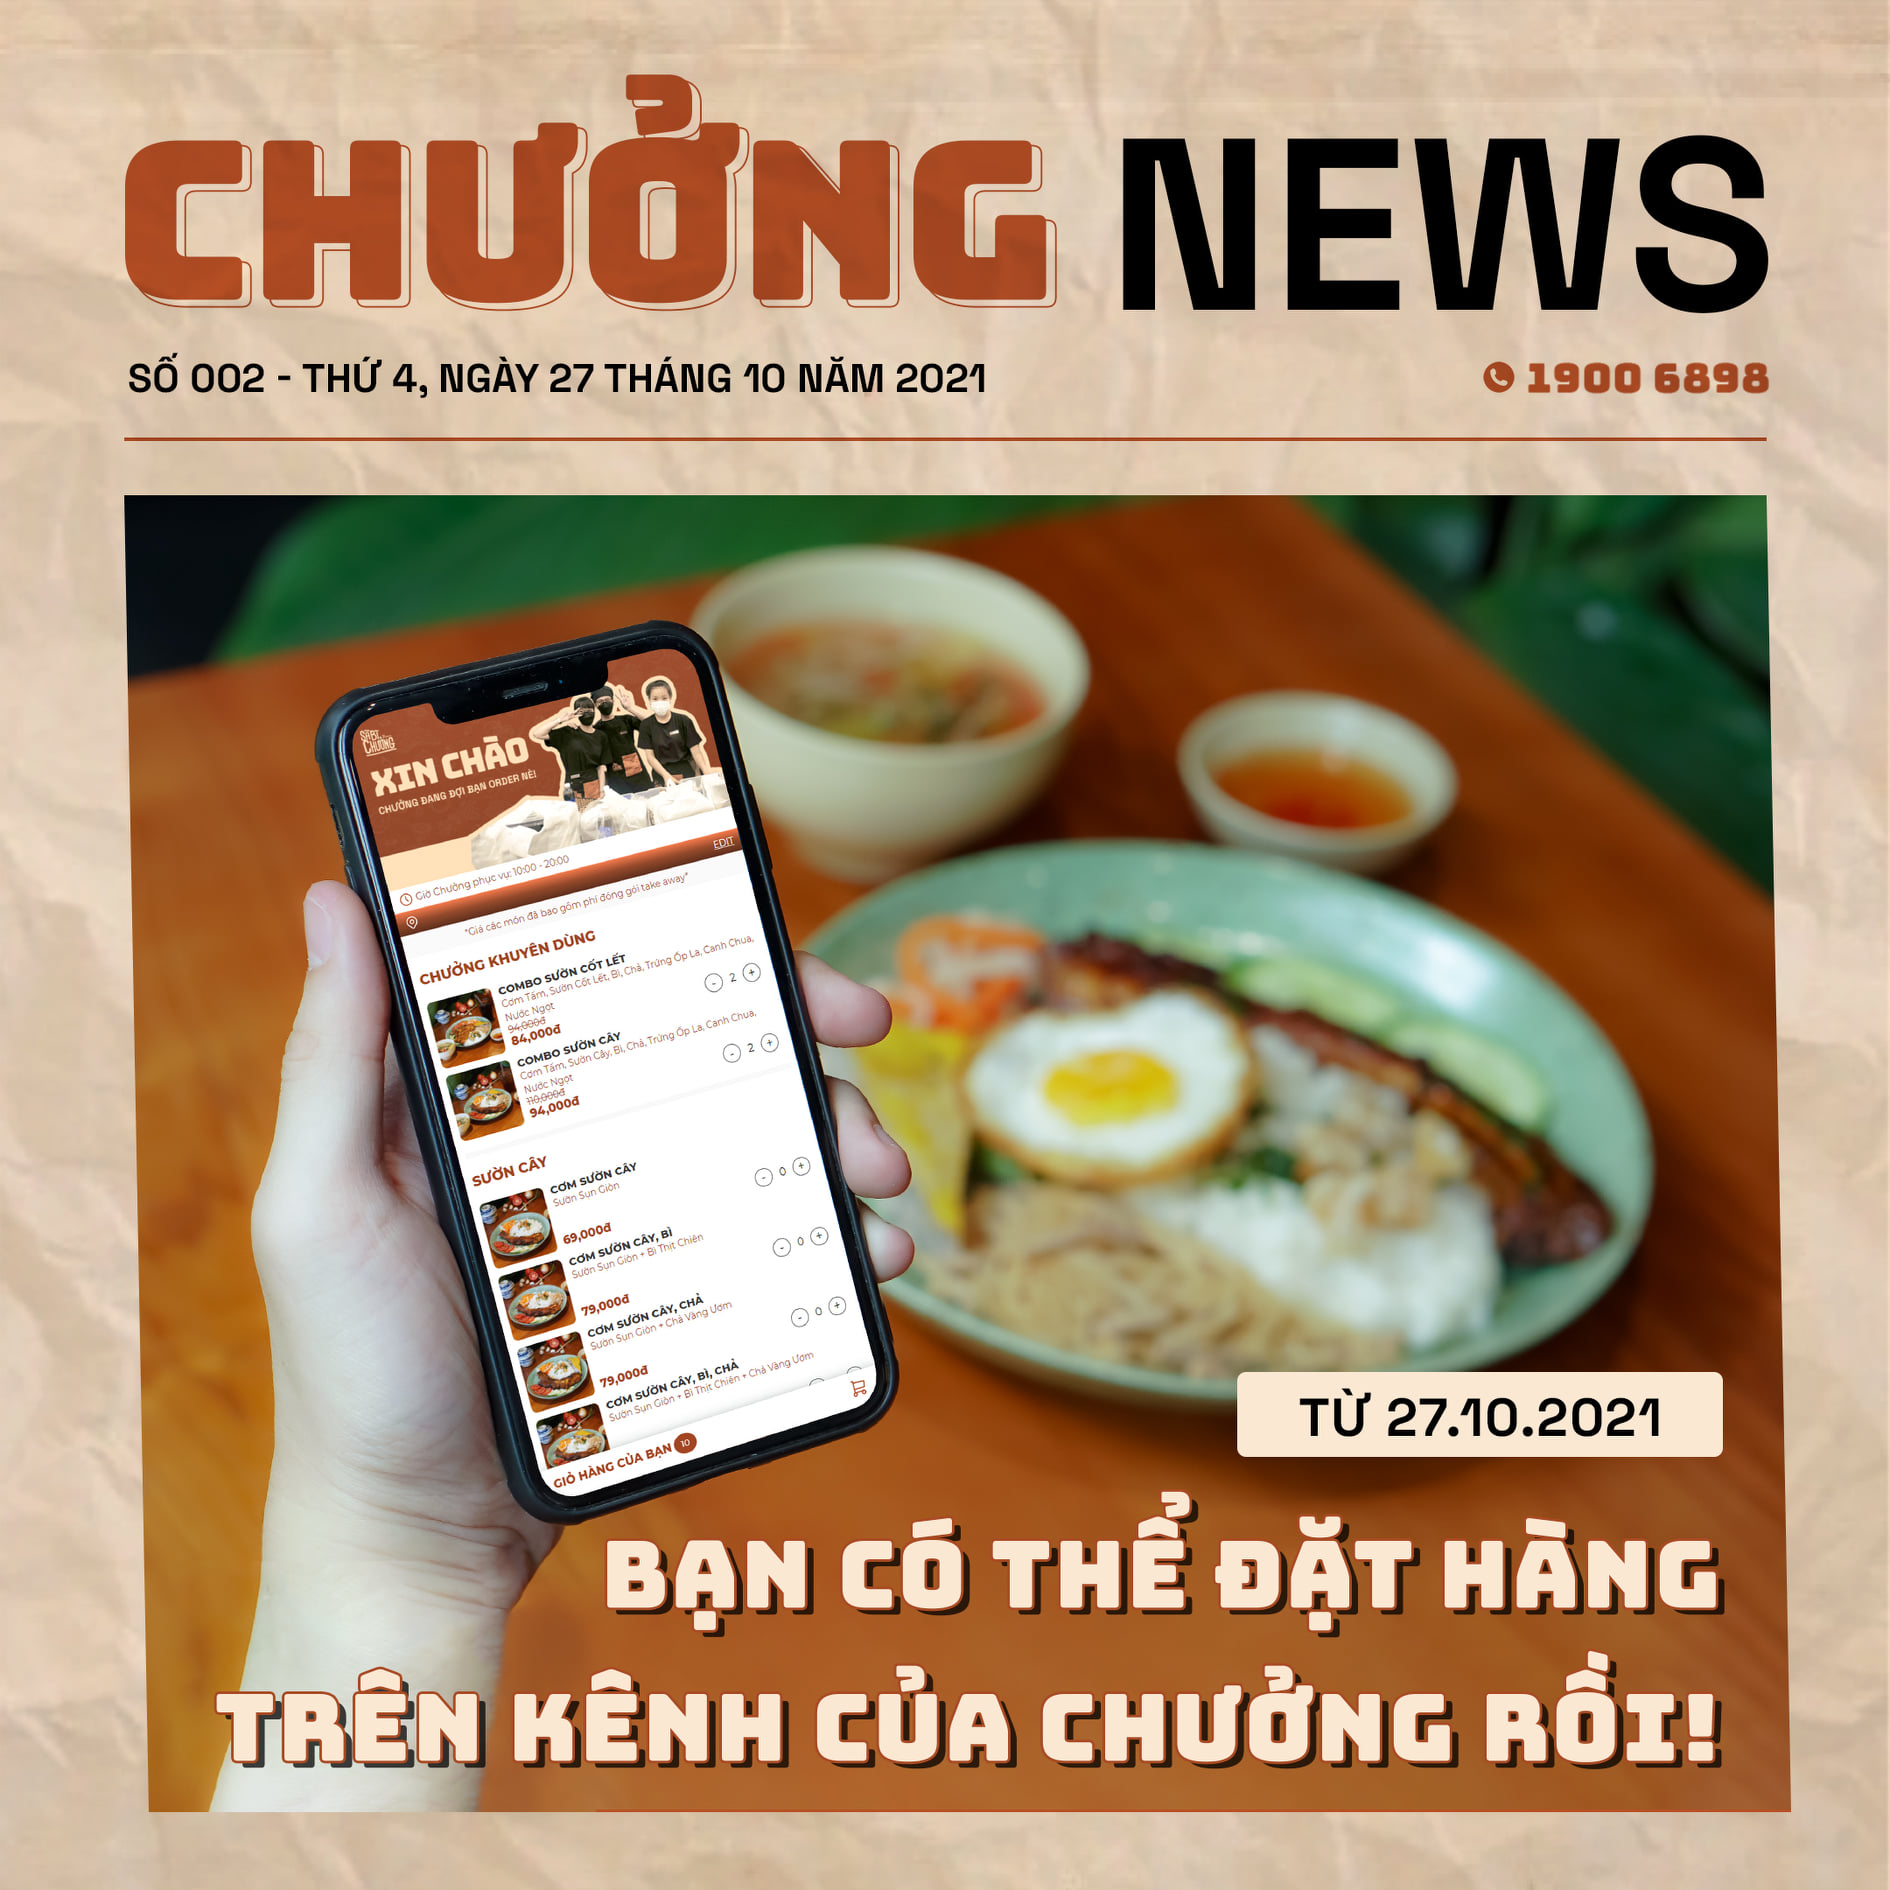 CHƯỞNG NEWS
SỐ 002 - THỨ 4, NGÀY 27 THÁNG 10 NĂM 2021
1900 6898
SÀ BÌ CHƯỞNG
XIN CHÀO
CHƯỞNG ĐANG ĐỢI BẠN ORDER NÈ!
Giờ Chưởng phục vụ: 10:00 - 20:00
EDIT
*Giá các món đã bao gồm phí đóng gói take away*
CHƯỞNG KHUYÊN DÙNG
COMBO SƯỜN CỐT LẾT
Cơm Tấm, Sườn Cốt Lết, Bì, Chả, Trứng Ốp La, Canh Chua,
Nước Ngọt
94,000đ
84,000đ
- 2 +
COMBO SƯỜN CÂY
Cơm Tấm, Sườn Cây, Bì, Chả, Trứng Ốp La, Canh Chua,
Nước Ngọt
110,000đ
94,000đ
- 2 +
SƯỜN CÂY
CƠM SƯỜN CÂY
Sườn Sụn Giòn
69,000đ
- 0 +
CƠM SƯỜN CÂY, BÌ
Sườn Sụn Giòn + Bì Thịt Chiên
79,000đ
- 0 +
CƠM SƯỜN CÂY, CHẢ
Sườn Sụn Giòn + Chả Vàng Ươm
79,000đ
- 0 +
CƠM SƯỜN CÂY, BÌ, CHẢ
Sườn Sụn Giòn + Bì Thịt Chiên + Chả Vàng Ươm
GIỎ HÀNG CỦA BẠN 10
TỪ 27.10.2021
BẠN CÓ THỂ ĐẶT HÀNG
TRÊN KÊNH CỦA CHƯỞNG RỒI!